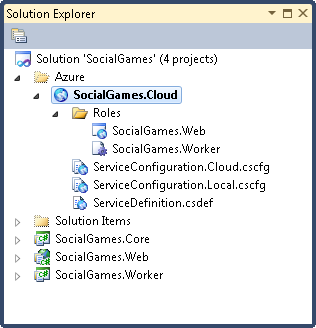 Solution Explorer
Solution 'SocialGames' (4 projects)
Azure
SocialGames.Cloud
Roles
SocialGames.Web
SocialGames.Worker
ServiceConfiguration.Cloud.cscfg
ServiceConfiguration.Local.cscfg
ServiceDefinition.csdef
Solution Items
SocialGames.Core
SocialGames.Web
SocialGames.Worker